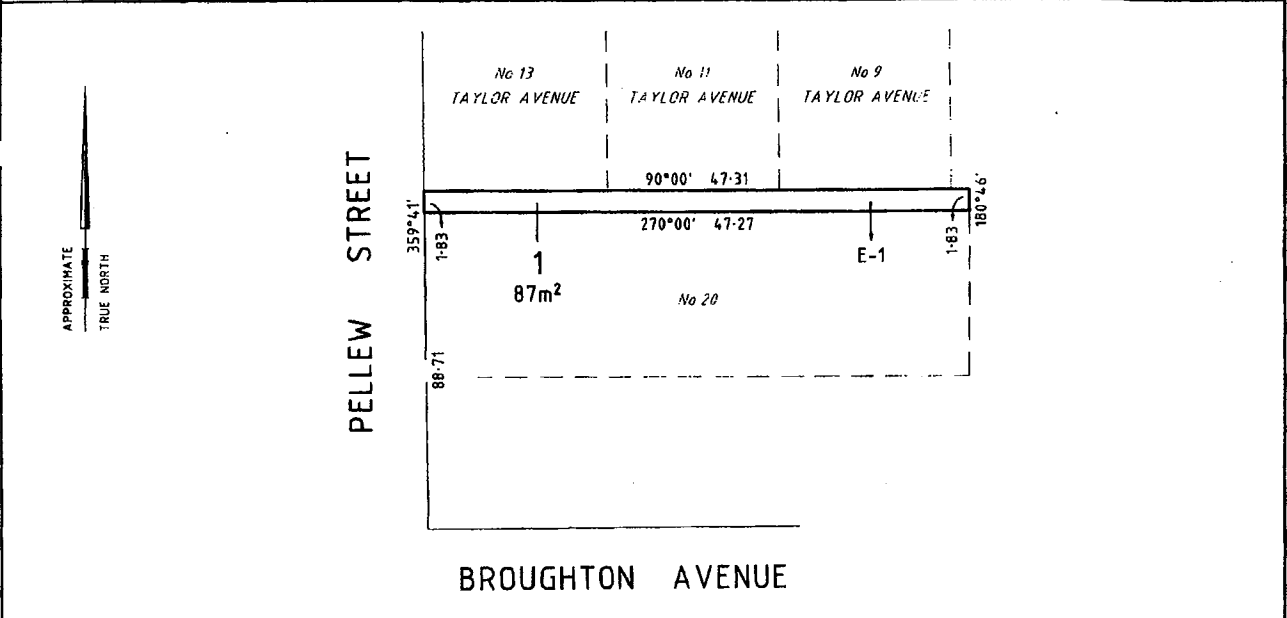 No 13
TAYLOR AVENUE
No 11
TAYLOR AVENUE
No 9
TAYLOR AVENUE
90°00' 47·31
270°00' 47·27
359°41'
1·83
1·83
180°46'
1
87m²
E-1
No 20
88·71
PELLEW STREET
BROUGHTON AVENUE
APPROXIMATE
TRUE NORTH